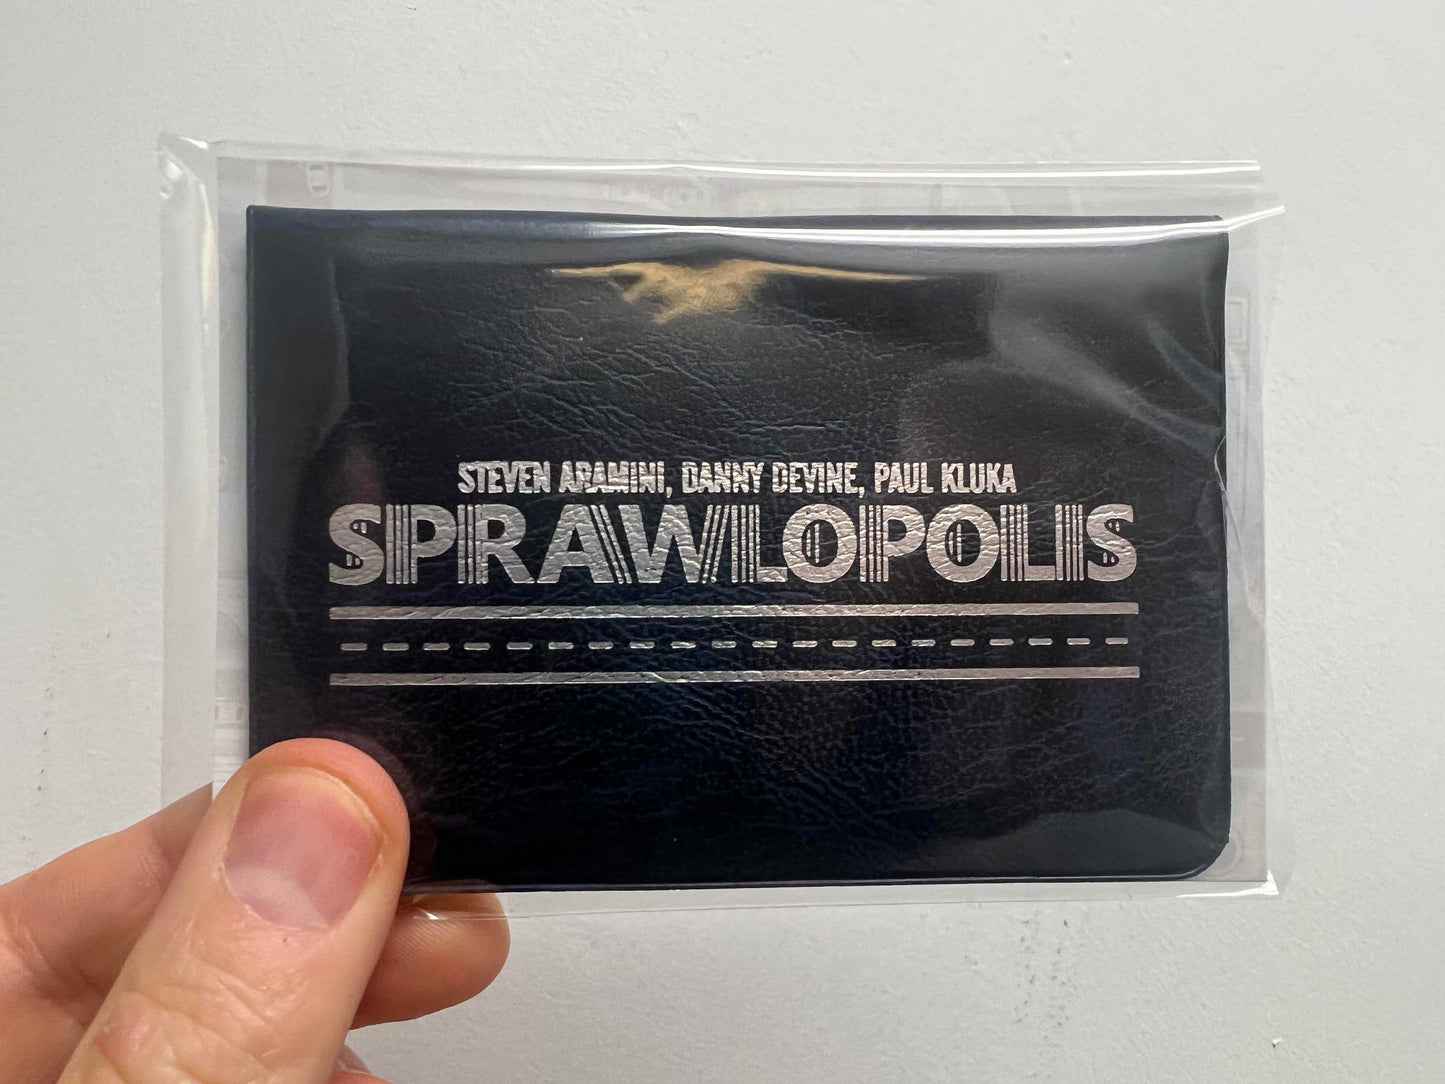 STEVEN ARAMINI, DANNY DEVINE, PAUL KLUKA
SPRAWLOPOLIS